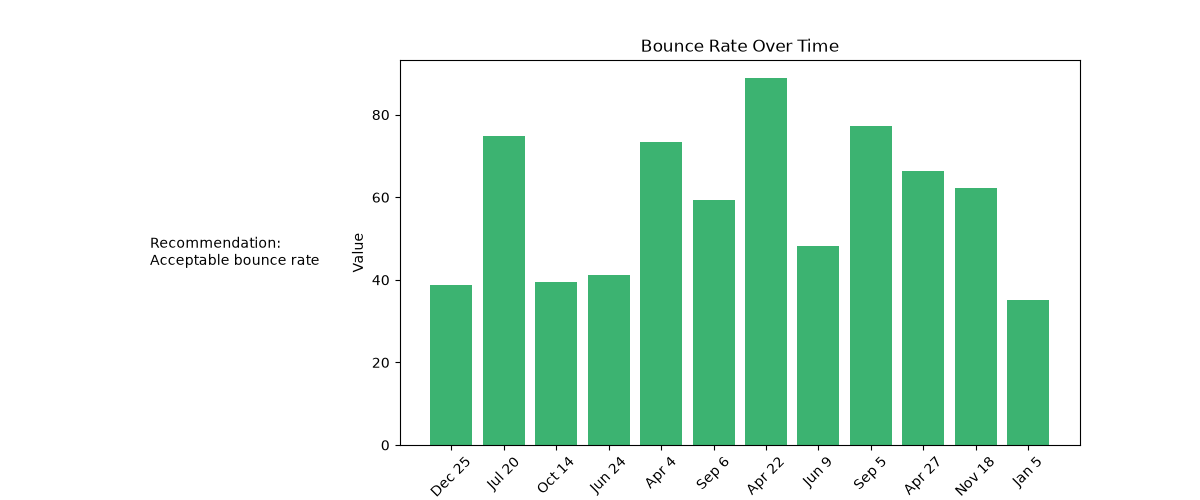 Bounce Rate Over Time
Recommendation:
Acceptable bounce rate
Value
80
60
40
20
0
Dec 25
Jul 20
Oct 14
Jun 24
Apr 4
Sep 6
Apr 22
Jun 9
Sep 5
Apr 27
Nov 18
Jan 5